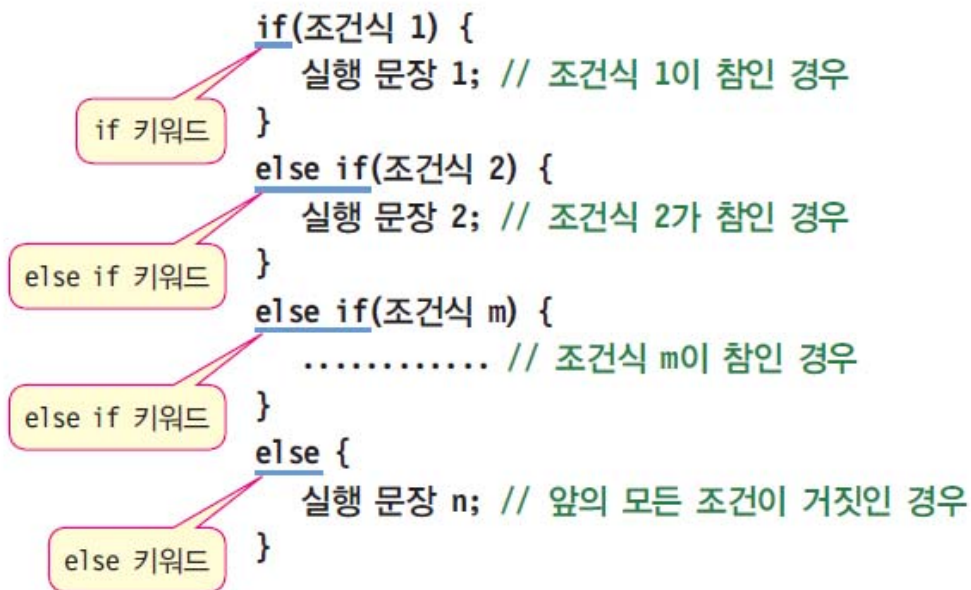 if(조건식 1) {
실행 문장 1; // 조건식 1이 참인 경우
if 키워드
}
else if(조건식 2) {
실행 문장 2; // 조건식 2가 참인 경우
else if 키워드
}
else if(조건식 m) {
............ // 조건식 m이 참인 경우
else if 키워드
}
else {
실행 문장 n; // 앞의 모든 조건이 거짓인 경우
else 키워드
}